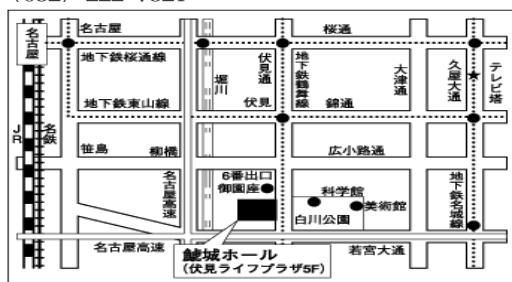 名古屋
名古屋
桜通
地下鉄桜通線
堀川
伏見通
地下鉄鶴舞線
大津通
久屋大通
テレビ塔
地下鉄東山線
伏見
錦通
JR
名鉄
笹島
柳橋
広小路通
名古屋高速
6番出口
御園座
科学館
美術館
白川公園
地下鉄名城線
名古屋高速
若宮大通
鯱城ホール
(伏見ライフプラザ5F)